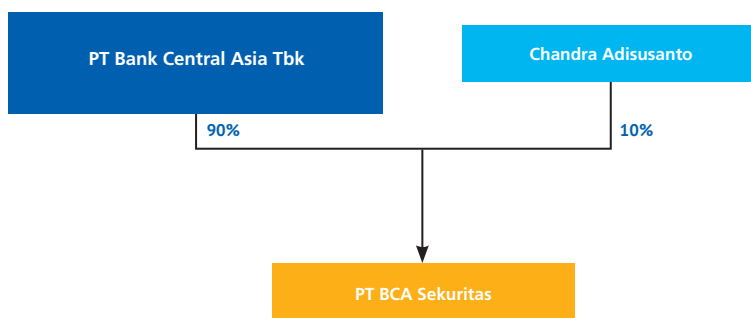 PT Bank Central Asia Tbk
Chandra Adisusanto
90%
10%
PT BCA Sekuritas